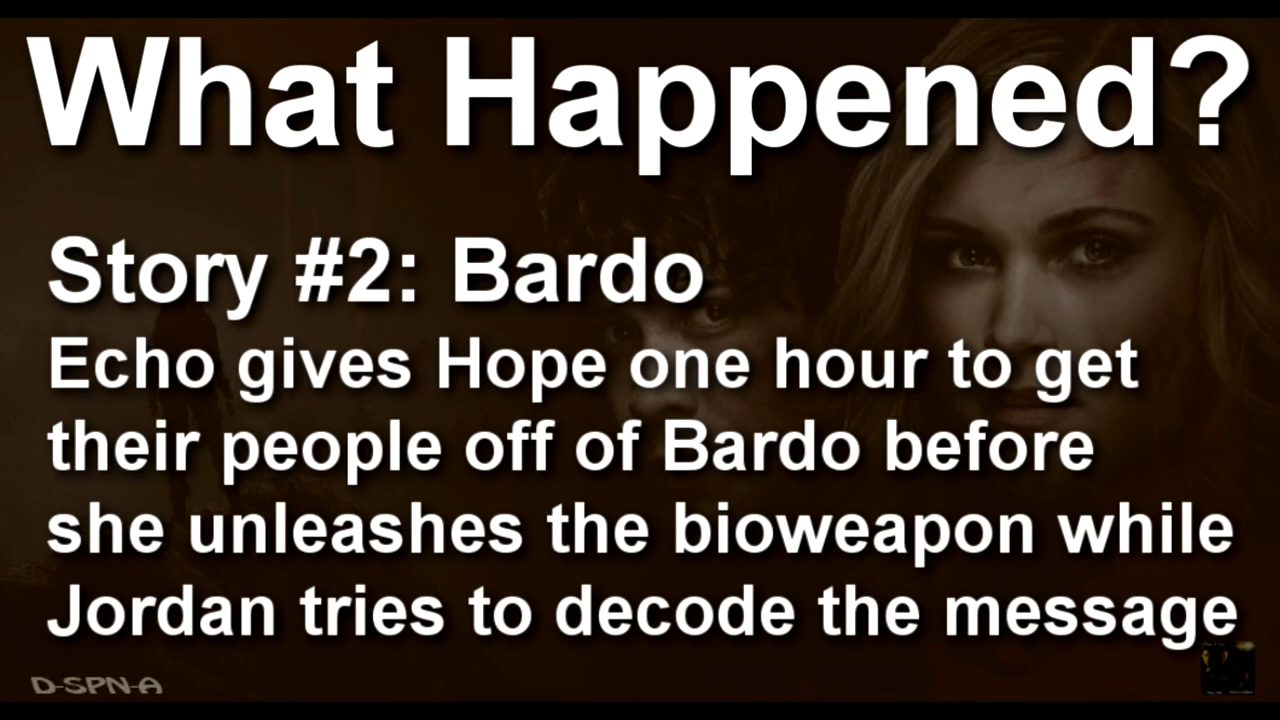 What Happened?
Story #2: Bardo
Echo gives Hope one hour to get
their people off of Bardo before
she unleashes the bioweapon while
Jordan tries to decode the message
D-SPN-A